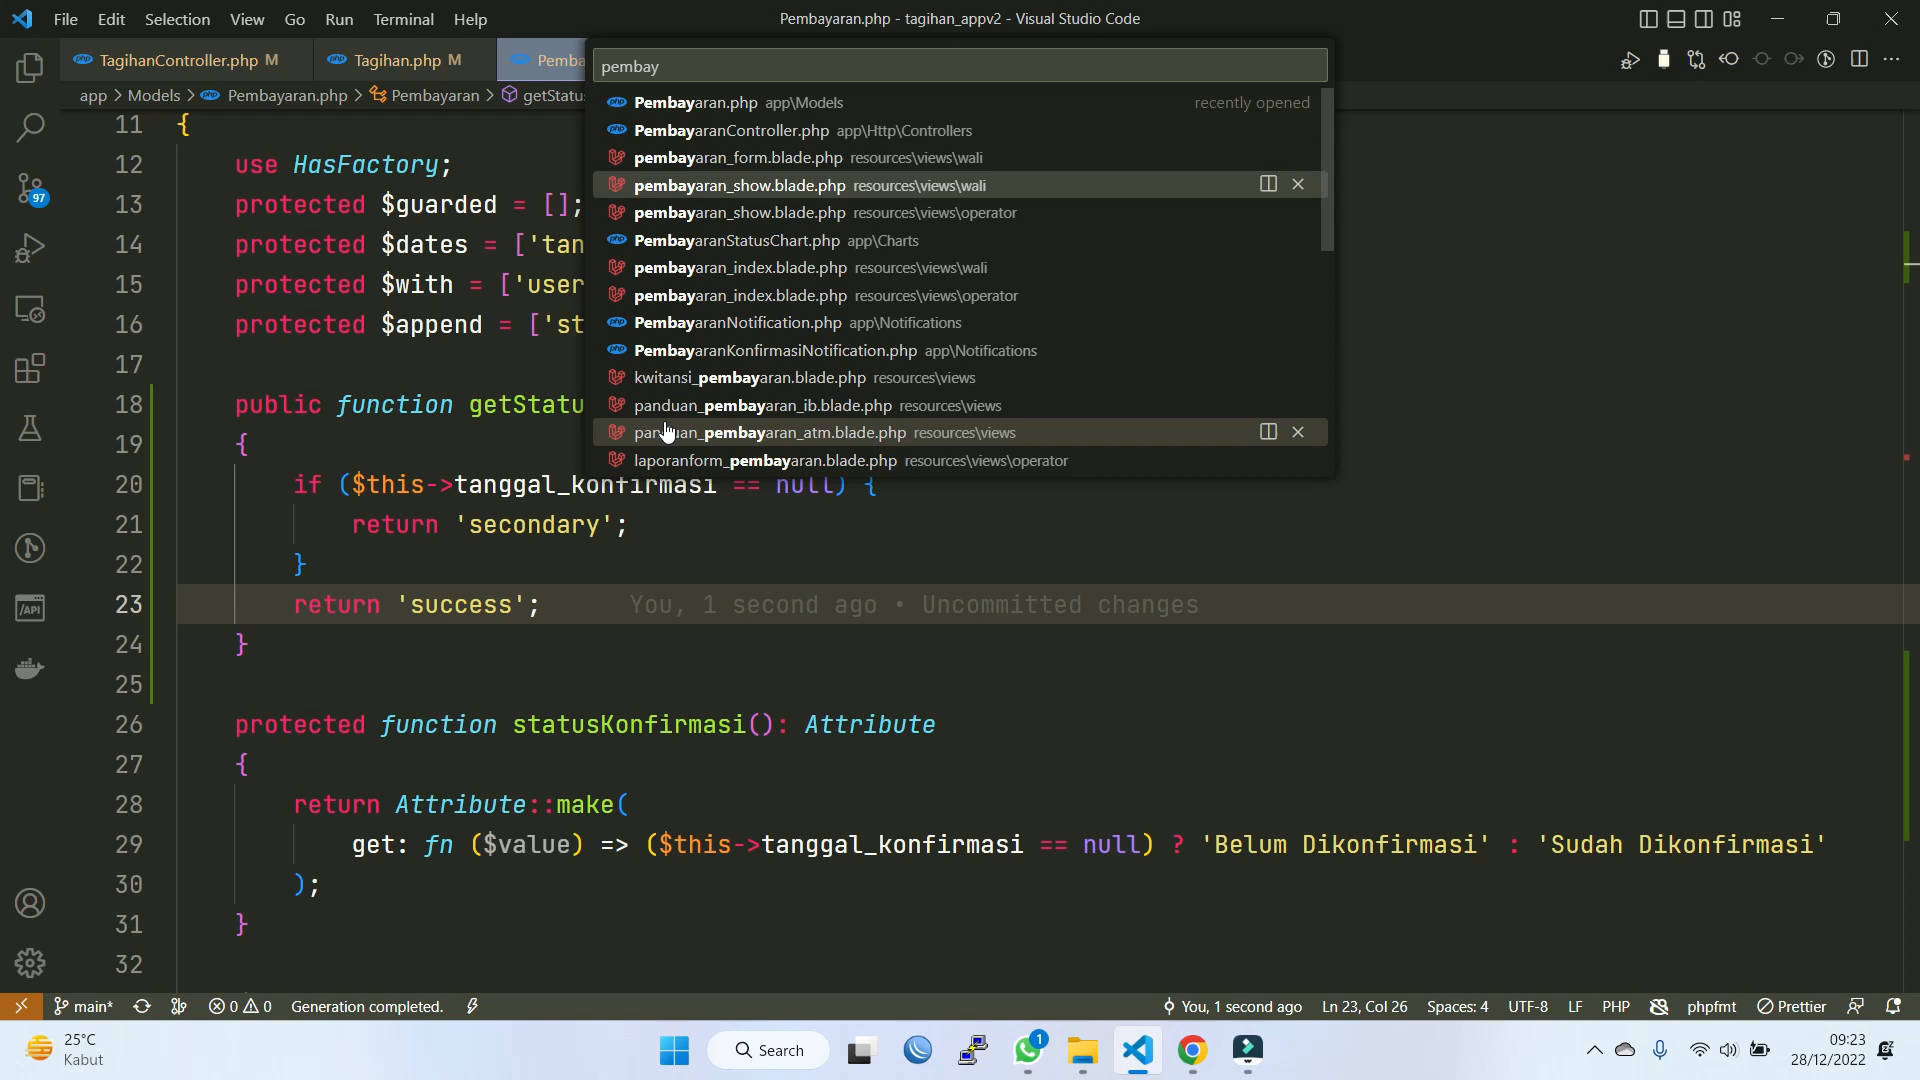 File Edit Selection View Go Run Terminal Help
Pembayaran.php - tagihan_appv2 - Visual Studio Code
TagihanController.php M
Tagihan.php M
Pemba
app > Models > Pembayaran.php > Pembayaran > getStatu
pembay
Pembayaran.php app\Models recently opened
PembayaranController.php app\Http\Controllers
pembayaran_form.blade.php resources\views\wali
pembayaran_show.blade.php resources\views\wali
pembayaran_show.blade.php resources\views\operator
PembayaranStatusChart.php app\Charts
pembayaran_index.blade.php resources\views\wali
pembayaran_index.blade.php resources\views\operator
PembayaranNotification.php app\Notifications
PembayaranKonfirmasiNotification.php app\Notifications
kwitansi_pembayaran.blade.php resources\views
panduan_pembayaran_ib.blade.php resources\views
panduan_pembayaran_atm.blade.php resources\views
laporanform_pembayaran.blade.php resources\views\operator
11 {
12 use HasFactory;
13 protected $guarded = [];
14 protected $dates = ['tan
15 protected $with = ['user
16 protected $append = ['st
17
18 public function getStatu
19 {
20 if ($this->tanggal_konfirmasi == null) {
21 return 'secondary';
22 }
23 return 'success'; You, 1 second ago • Uncommitted changes
24 }
25
26 protected function statusKonfirmasi(): Attribute
27 {
28 return Attribute::make(
29 get: fn ($value) => ($this->tanggal_konfirmasi == null) ? 'Belum Dikonfirmasi' : 'Sudah Dikonfirmasi'
30 );
31 }
32
97
/API
main* 0 0 Generation completed. You, 1 second ago Ln 23, Col 26 Spaces: 4 UTF-8 LF PHP phpfmt Prettier
25°C
Kabut
Search
1
09:23
28/12/2022